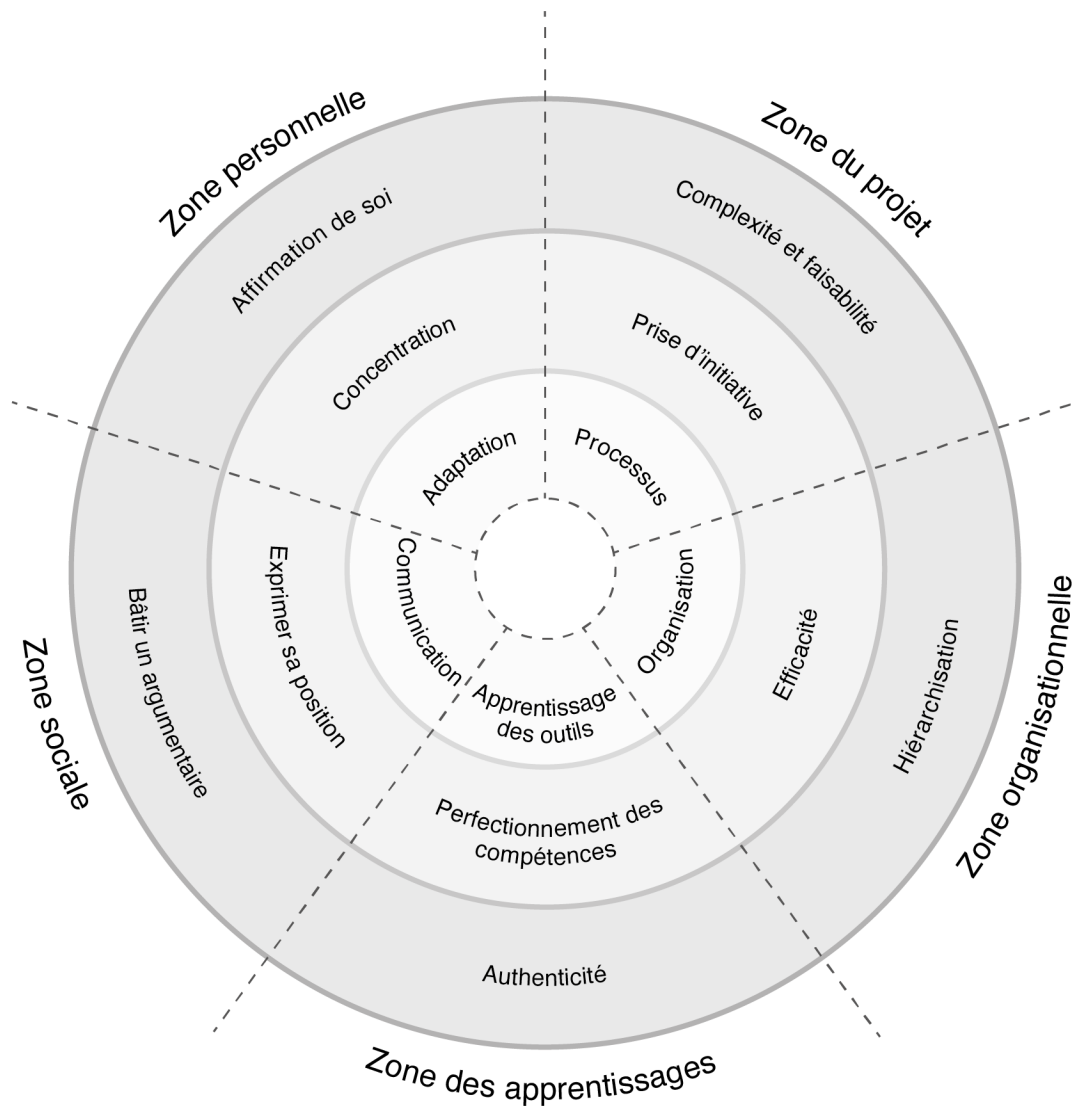 Zone personnelle
Affirmation de soi
Concentration
Adaptation
Zone du projet
Complexité et faisabilité
Prise d’initiative
Processus
Zone organisationnelle
Hiérarchisation
Efficacité
Organisation
Zone des apprentissages
Authenticité
Perfectionnement des
compétences
Apprentissage
des outils
Zone sociale
Bâtir un argumentaire
Exprimer sa position
Communication